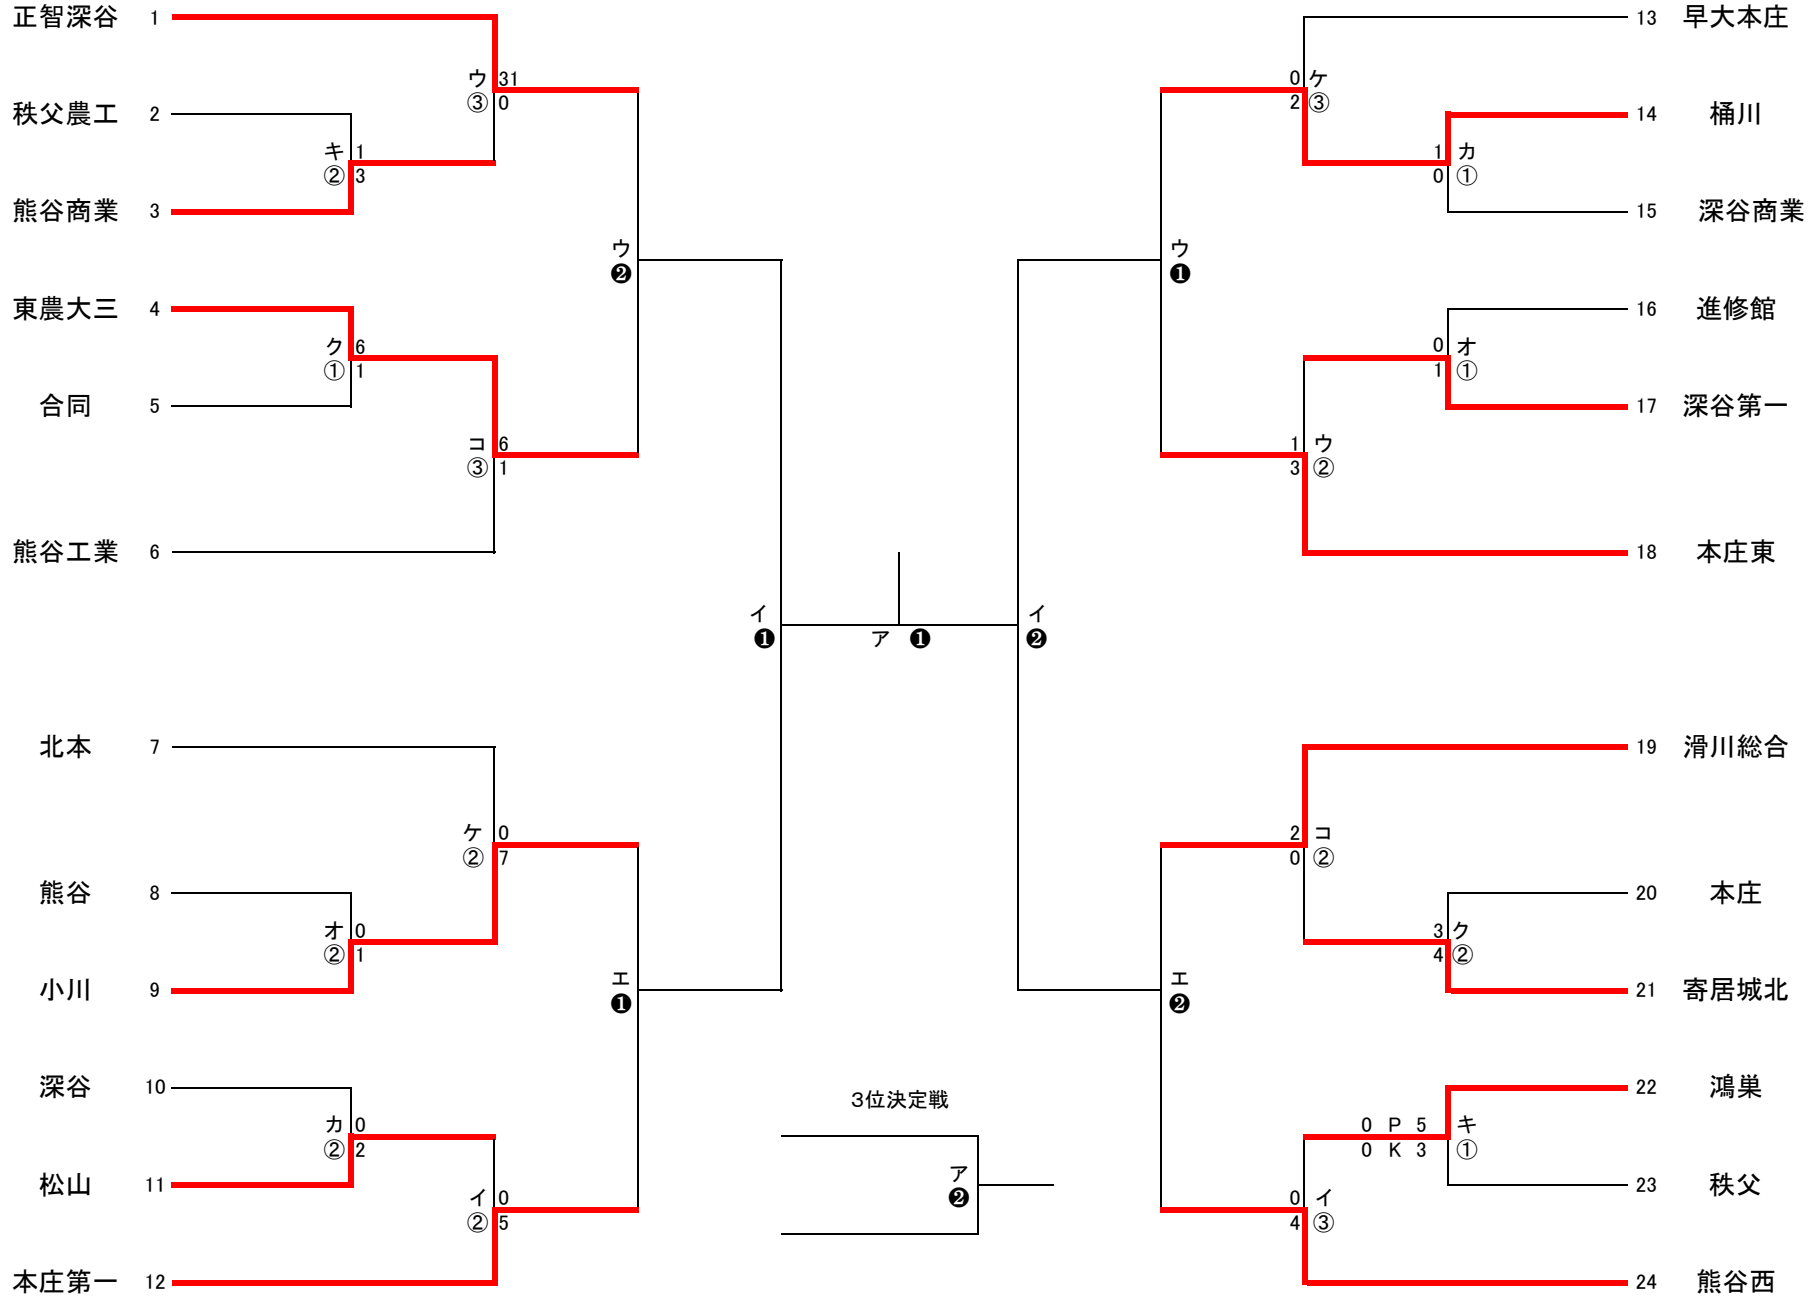 正智深谷 1
ウ 31
③ 0
秩父農工 2
キ 1
② 3
熊谷商業 3
ウ
❷
東農大三 4
ク 6
① 1
合同 5
コ 6
③ 1
熊谷工業 6
イ
❶
北本 7
ケ 0
② 7
熊谷 8
オ 0
② 1
小川 9
エ
❶
深谷 10
カ 0
② 2
松山 11
イ 0
② 5
本庄第一 12
ア ❶
3位決定戦
ア
❷
13 早大本庄
0 ケ
2 ③
14 桶川
1 カ
0 ①
15 深谷商業
ウ
❶
16 進修館
0 オ
1 ①
17 深谷第一
1 ウ
3 ②
18 本庄東
イ
❷
19 滑川総合
2 コ
0 ②
20 本庄
3 ク
4 ②
21 寄居城北
エ
❷
22 鴻巣
0 P 5 キ
0 K 3 ①
23 秩父
0 イ
4 ③
24 熊谷西